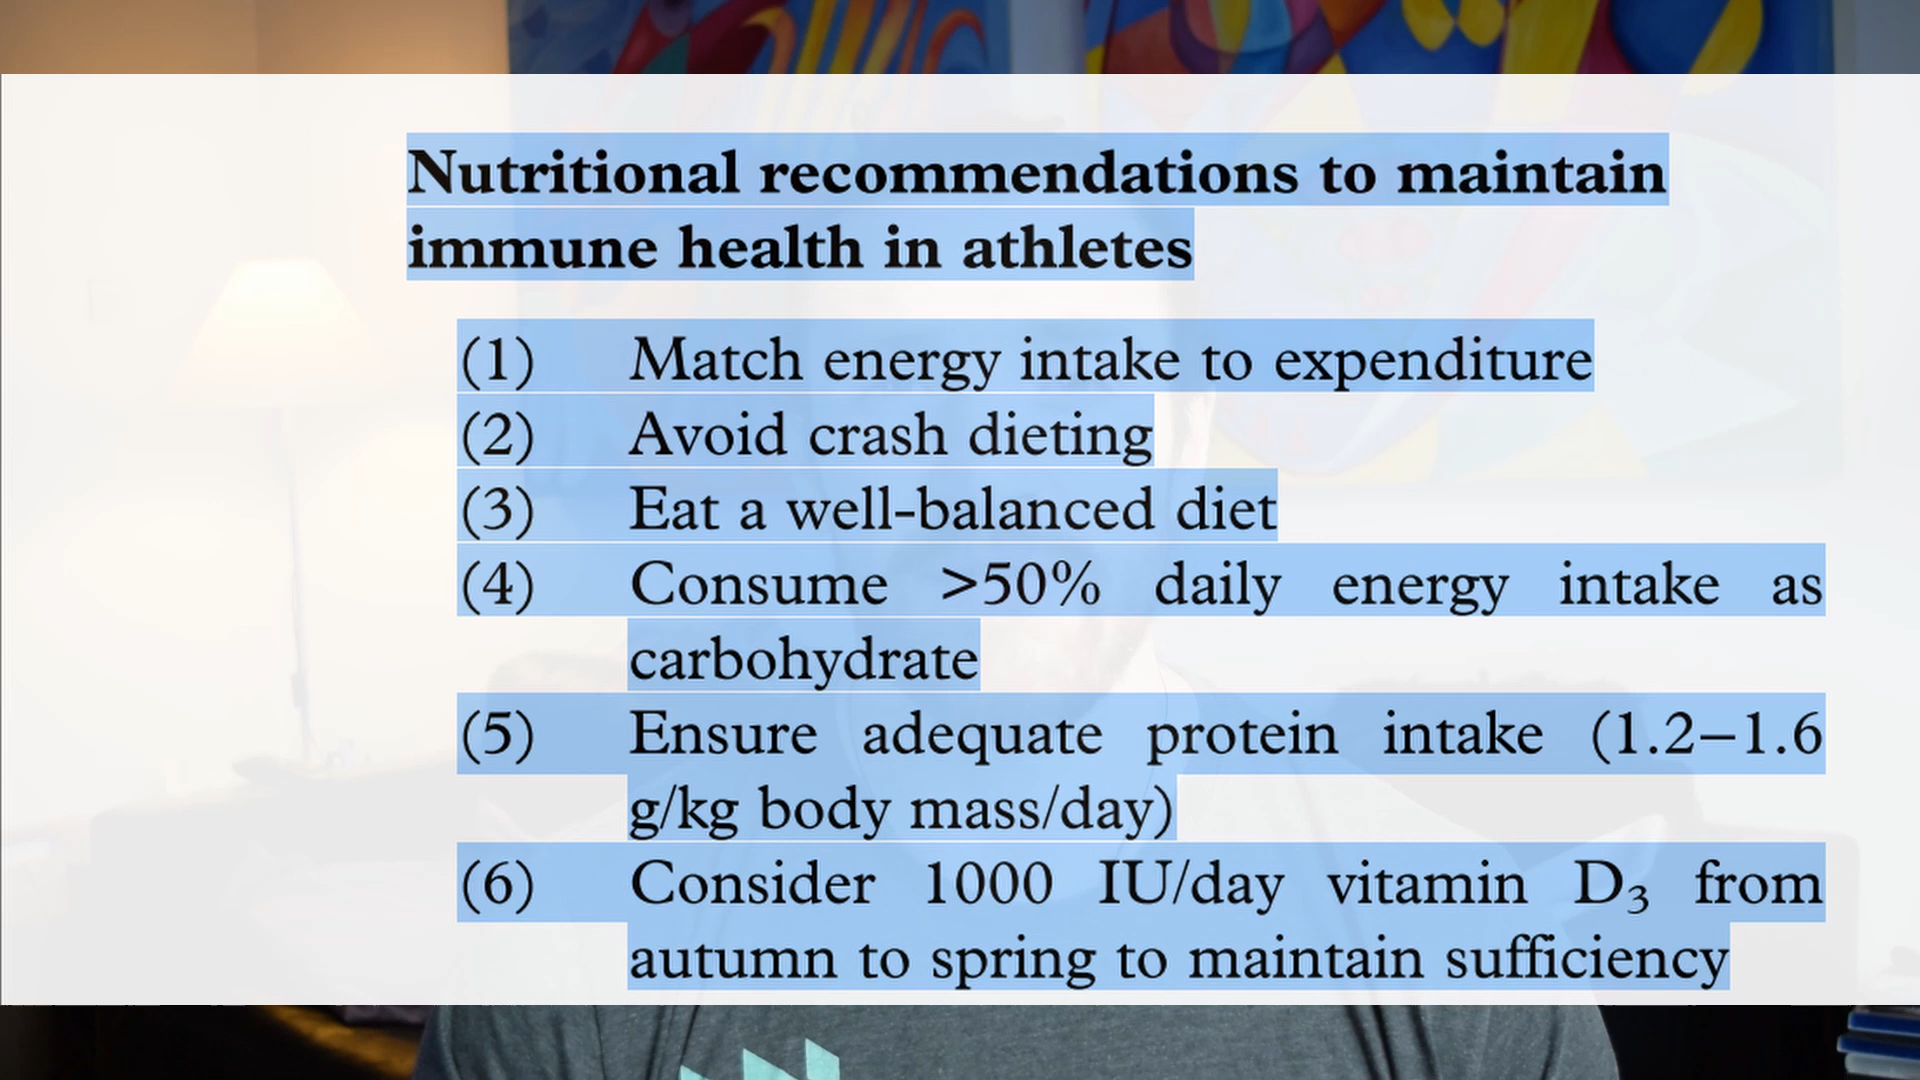 Nutritional recommendations to maintain
immune health in athletes
(1) Match energy intake to expenditure
(2) Avoid crash dieting
(3) Eat a well-balanced diet
(4) Consume >50% daily energy intake as
carbohydrate
(5) Ensure adequate protein intake (1.2–1.6
g/kg body mass/day)
(6) Consider 1000 IU/day vitamin D₃ from
autumn to spring to maintain sufficiency